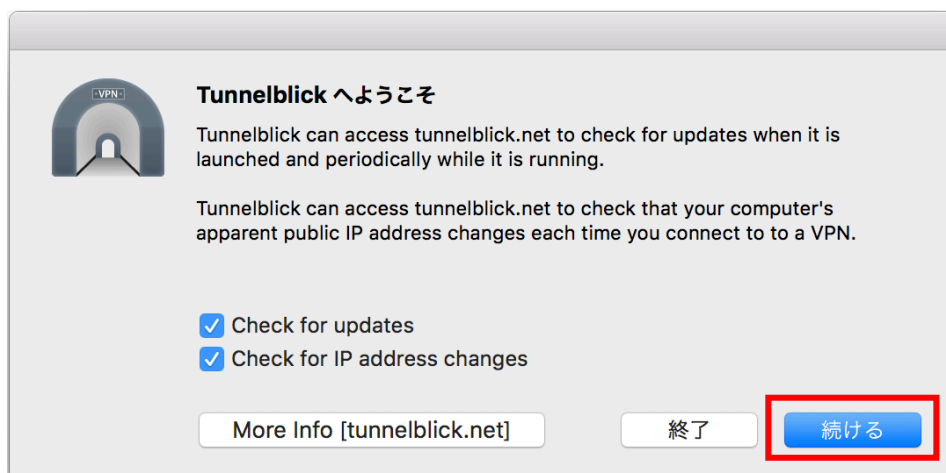 ·VPN·
Tunnelblick へようこそ
Tunnelblick can access tunnelblick.net to check for updates when it is
launched and periodically while it is running.
Tunnelblick can access tunnelblick.net to check that your computer's
apparent public IP address changes each time you connect to to a VPN.
Check for updates
Check for IP address changes
More Info [tunnelblick.net]
終了
続ける